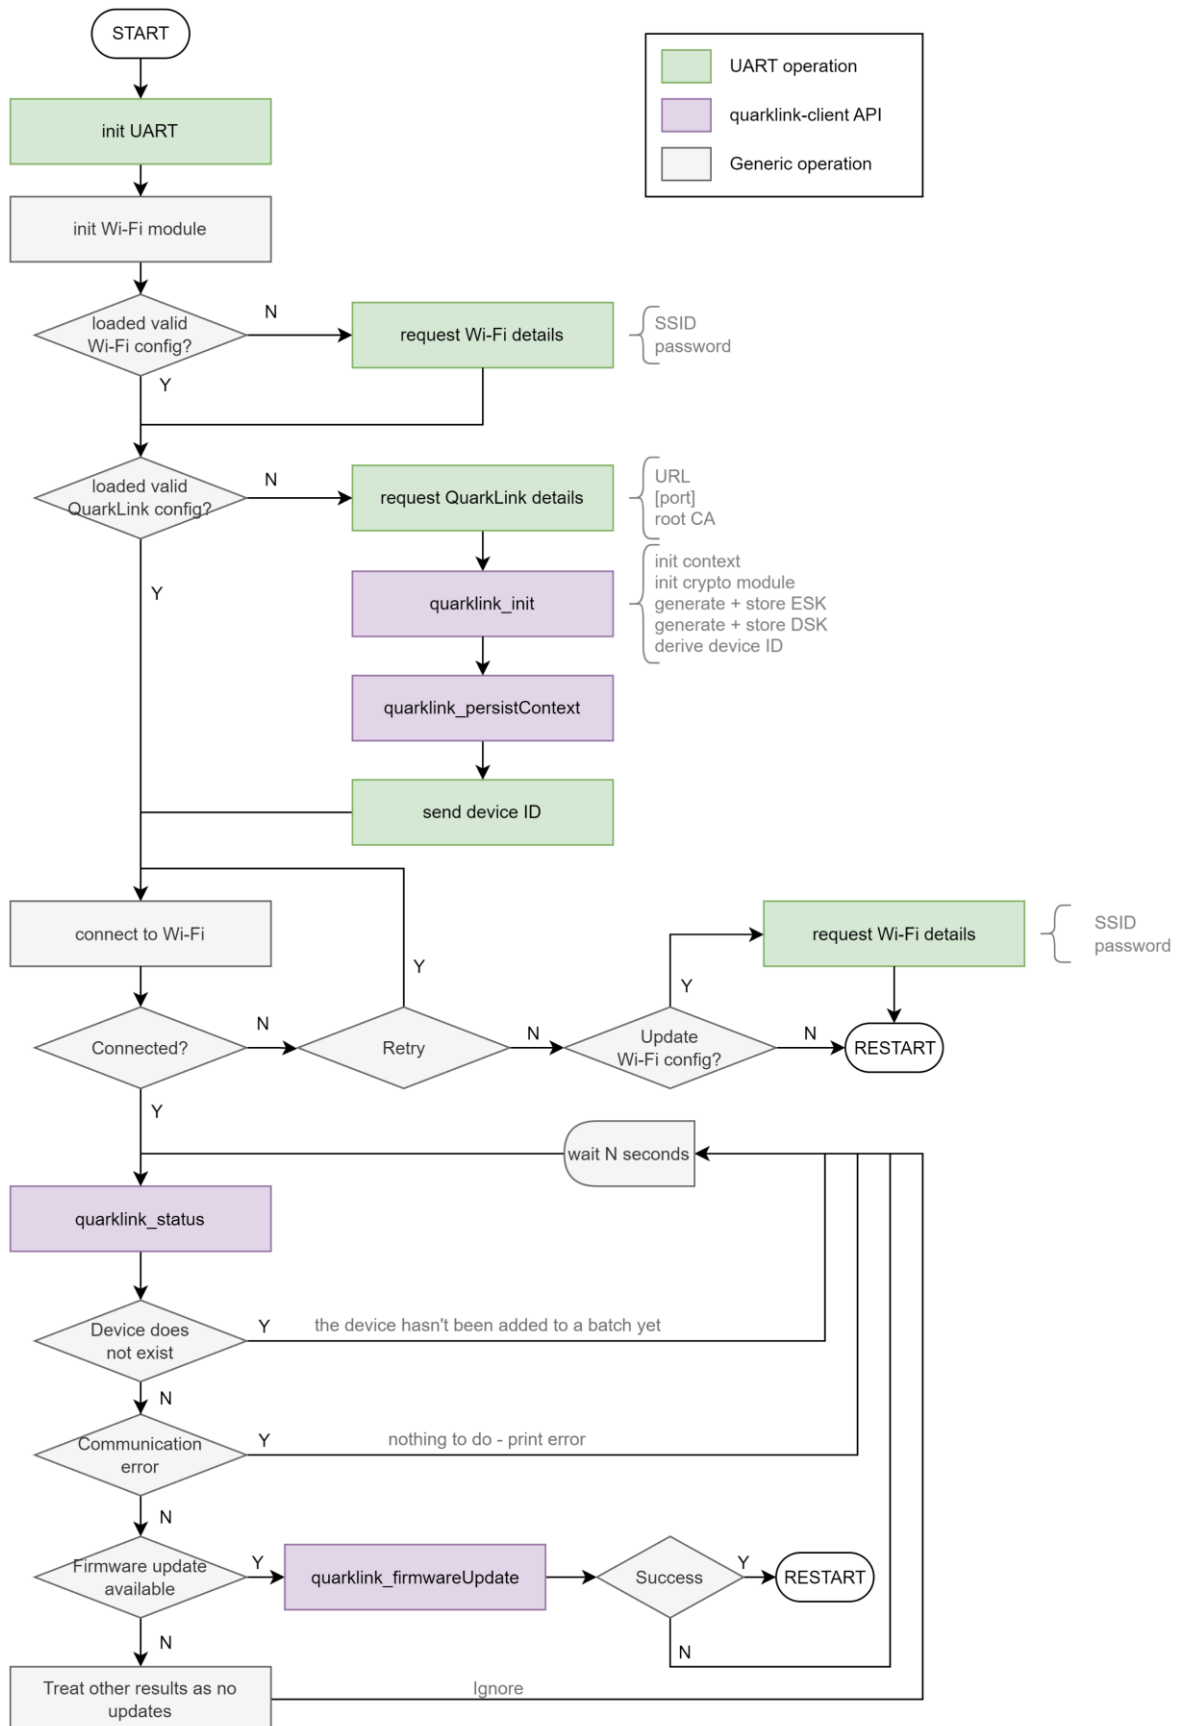 START
UART operation
quarklink-client API
Generic operation
init UART
init Wi-Fi module
loaded valid
Wi-Fi config?
N
Y
request Wi-Fi details
SSID
password
loaded valid
QuarkLink config?
N
Y
request QuarkLink details
URL
[port]
root CA
quarklink_init
init context
init crypto module
generate + store ESK
generate + store DSK
derive device ID
quarklink_persistContext
send device ID
connect to Wi-Fi
Connected?
N
Y
Retry
Y
N
Update
Wi-Fi config?
Y
N
request Wi-Fi details
SSID
password
RESTART
wait N seconds
quarklink_status
Device does
not exist
Y
the device hasn't been added to a batch yet
N
Communication
error
Y
nothing to do - print error
N
Firmware update
available
Y
quarklink_firmwareUpdate
Success
Y
RESTART
N
N
Treat other results as no
updates
Ignore